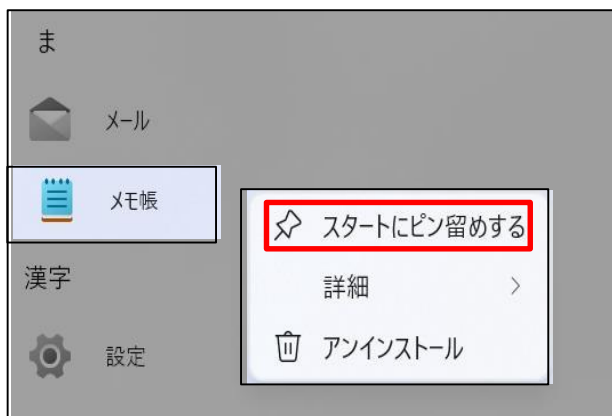 ま
メール
メモ帳
スタートにピン留めする
漢字
詳細
設定
アンインストール